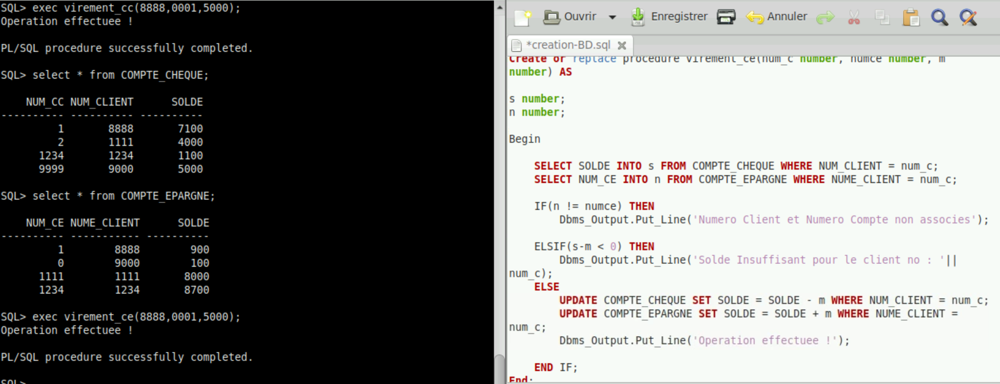 SQL> exec virement_cc(8888,0001,5000);
Operation effectuee !
PL/SQL procedure successfully completed.
SQL> select * from COMPTE_CHEQUE;
NUM_CC NUM_CLIENT SOLDE
---------- ---------- ----------
1 8888 7100
2 1111 4000
1234 1234 1100
9999 9000 5000
SQL> select * from COMPTE_EPARGNE;
NUM_CE NUME_CLIENT SOLDE
---------- ----------- ----------
1 8888 900
0 9000 100
1111 1111 8000
1234 1234 8700
SQL> exec virement_ce(8888,0001,5000);
Operation effectuee !
PL/SQL procedure successfully completed.
SQL>
Ouvrir Enregistrer Annuler
*creation-BD.sql
Create or replace procedure virement_ce(num_c number, numce number, m
number) AS
s number;
n number;
Begin
SELECT SOLDE INTO s FROM COMPTE_CHEQUE WHERE NUM_CLIENT = num_c;
SELECT NUM_CE INTO n FROM COMPTE_EPARGNE WHERE NUME_CLIENT = num_c;
IF(n != numce) THEN
Dbms_Output.Put_Line('Numero Client et Numero Compte non associes');
ELSIF(s-m < 0) THEN
Dbms_Output.Put_Line('Solde Insuffisant pour le client no : '||
num_c);
ELSE
UPDATE COMPTE_CHEQUE SET SOLDE = SOLDE - m WHERE NUM_CLIENT = num_c;
UPDATE COMPTE_EPARGNE SET SOLDE = SOLDE + m WHERE NUME_CLIENT =
num_c;
Dbms_Output.Put_Line('Operation effectuee !');
END IF;
End;